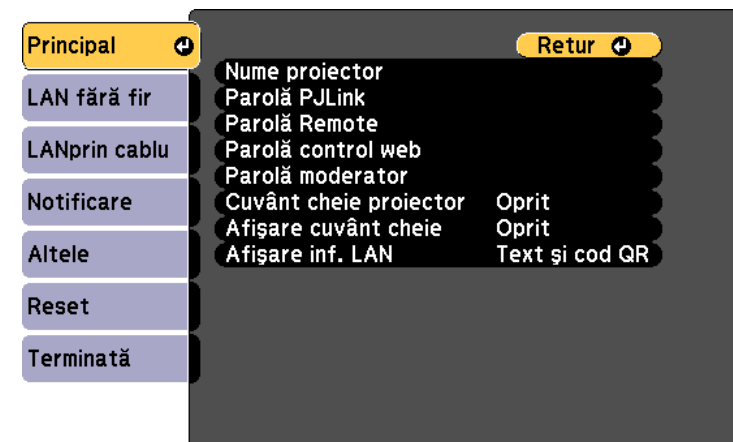 Principal
LAN fără fir
LANprin cablu
Notificare
Altele
Reset
Terminată
Retur
Nume proiector
Parolă PJLink
Parolă Remote
Parolă control web
Parolă moderator
Cuvânt cheie proiector Oprit
Afişare cuvânt cheie Oprit
Afişare inf. LAN Text şi cod QR